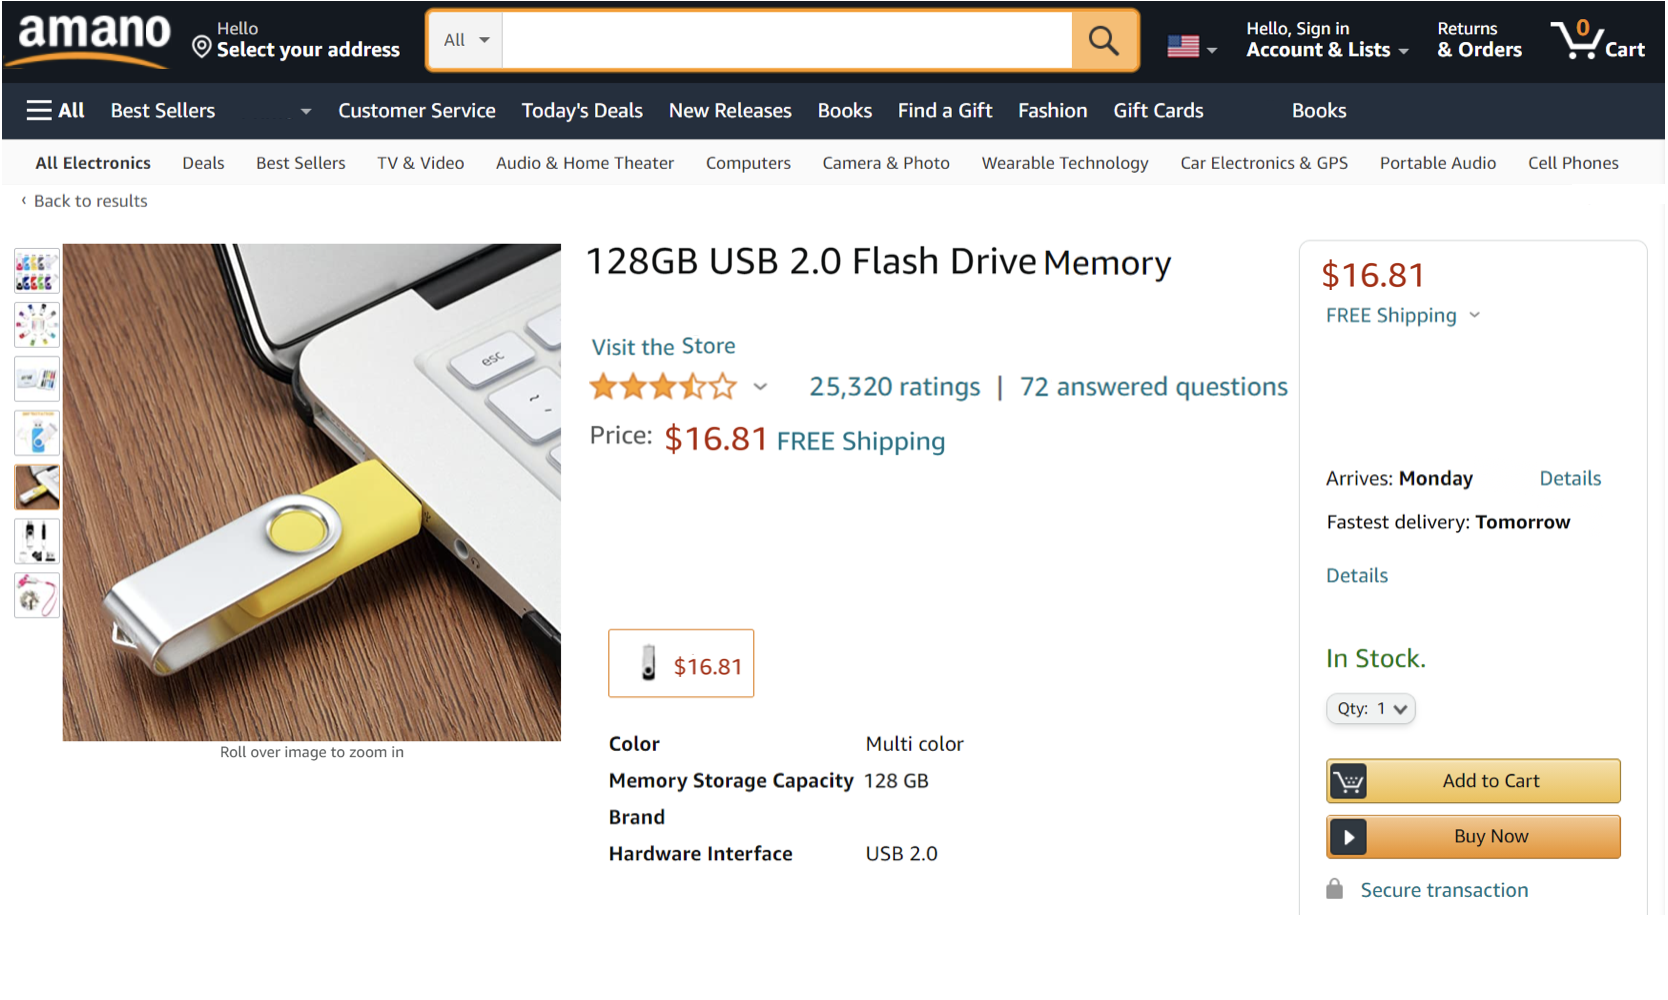 amano
Hello
Select your address
All
Hello, Sign in
Account & Lists
Returns
& Orders
0
Cart
All Best Sellers Customer Service Today's Deals New Releases Books Find a Gift Fashion Gift Cards Books
All Electronics Deals Best Sellers TV & Video Audio & Home Theater Computers Camera & Photo Wearable Technology Car Electronics & GPS Portable Audio Cell Phones
‹ Back to results
esc
~
Roll over image to zoom in
128GB USB 2.0 Flash Drive Memory
Visit the Store
25,320 ratings | 72 answered questions
Price: $16.81 FREE Shipping
$16.81
Color Multi color
Memory Storage Capacity 128 GB
Brand
Hardware Interface USB 2.0
$16.81
FREE Shipping
Arrives: Monday Details
Fastest delivery: Tomorrow
Details
In Stock.
Qty: 1
Add to Cart
Buy Now
Secure transaction